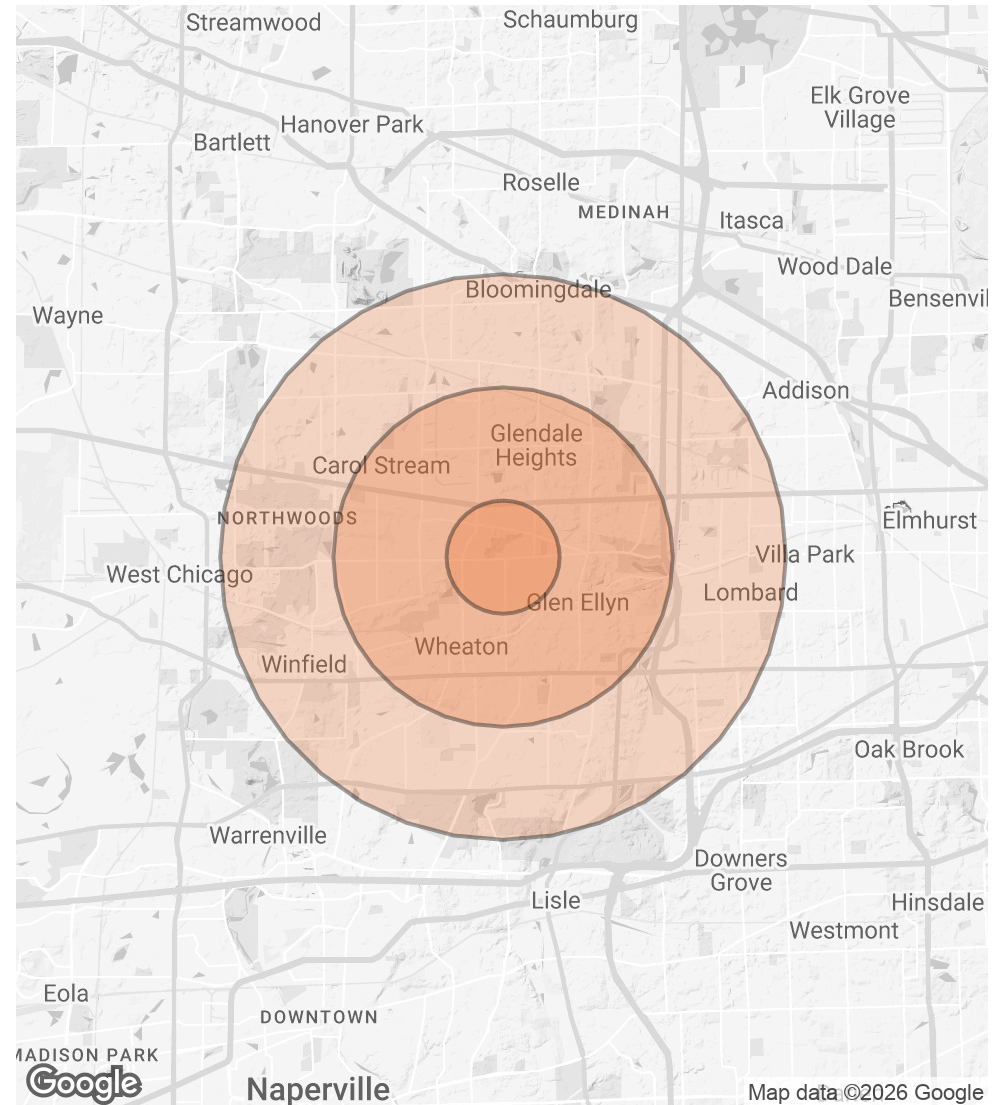 Streamwood
Schaumburg
Elk Grove
Village
Hanover Park
Bartlett
Roselle
MEDINAH
Itasca
Wood Dale
Bloomingdale
Bensenvil
Wayne
Addison
Glendale
Heights
Carol Stream
NORTHWOODS
Elmhurst
Villa Park
West Chicago
Lombard
Glen Ellyn
Wheaton
Winfield
Oak Brook
Warrenville
Downers
Grove
Lisle
Hinsdale
Westmont
Eola
DOWNTOWN
MADISON PARK
Google
Naperville
Map data ©2026 Google